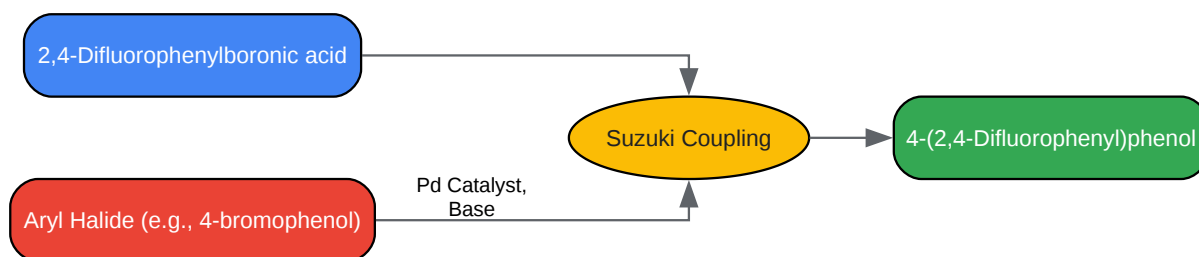 2,4-Difluorophenylboronic acid
Suzuki Coupling
4-(2,4-Difluorophenyl)phenol
Aryl Halide (e.g., 4-bromophenol)
Pd Catalyst,
Base